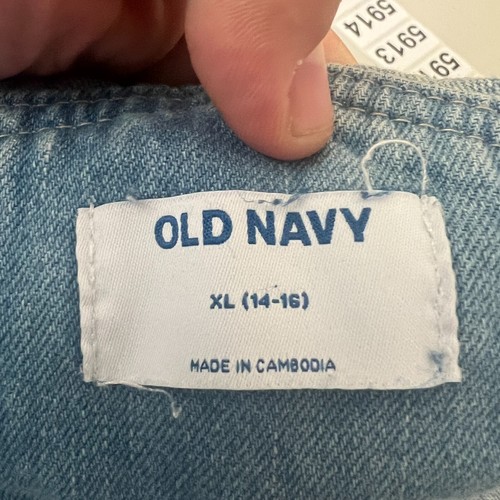 5914
5913
OLD NAVY
XL (14-16)
MADE IN CAMBODIA